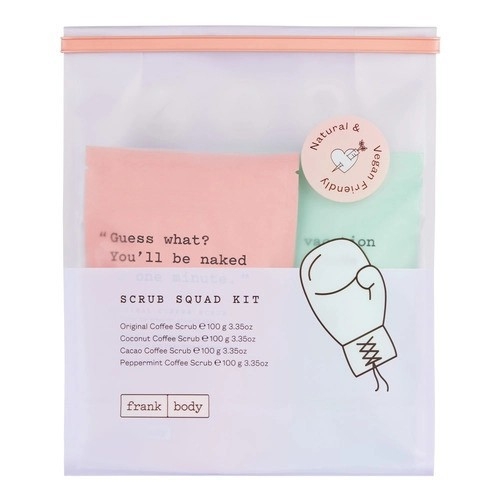 Natural &
Vegan Friendly
"Guess what?
You'll be naked
one minute."
SCRUB SQUAD KIT
Original Coffee Scrub ℮ 100 g 3.35oz
Coconut Coffee Scrub ℮ 100 g 3.35oz
Cacao Coffee Scrub ℮ 100 g 3.35oz
Peppermint Coffee Scrub ℮ 100 g 3.35oz
frank body